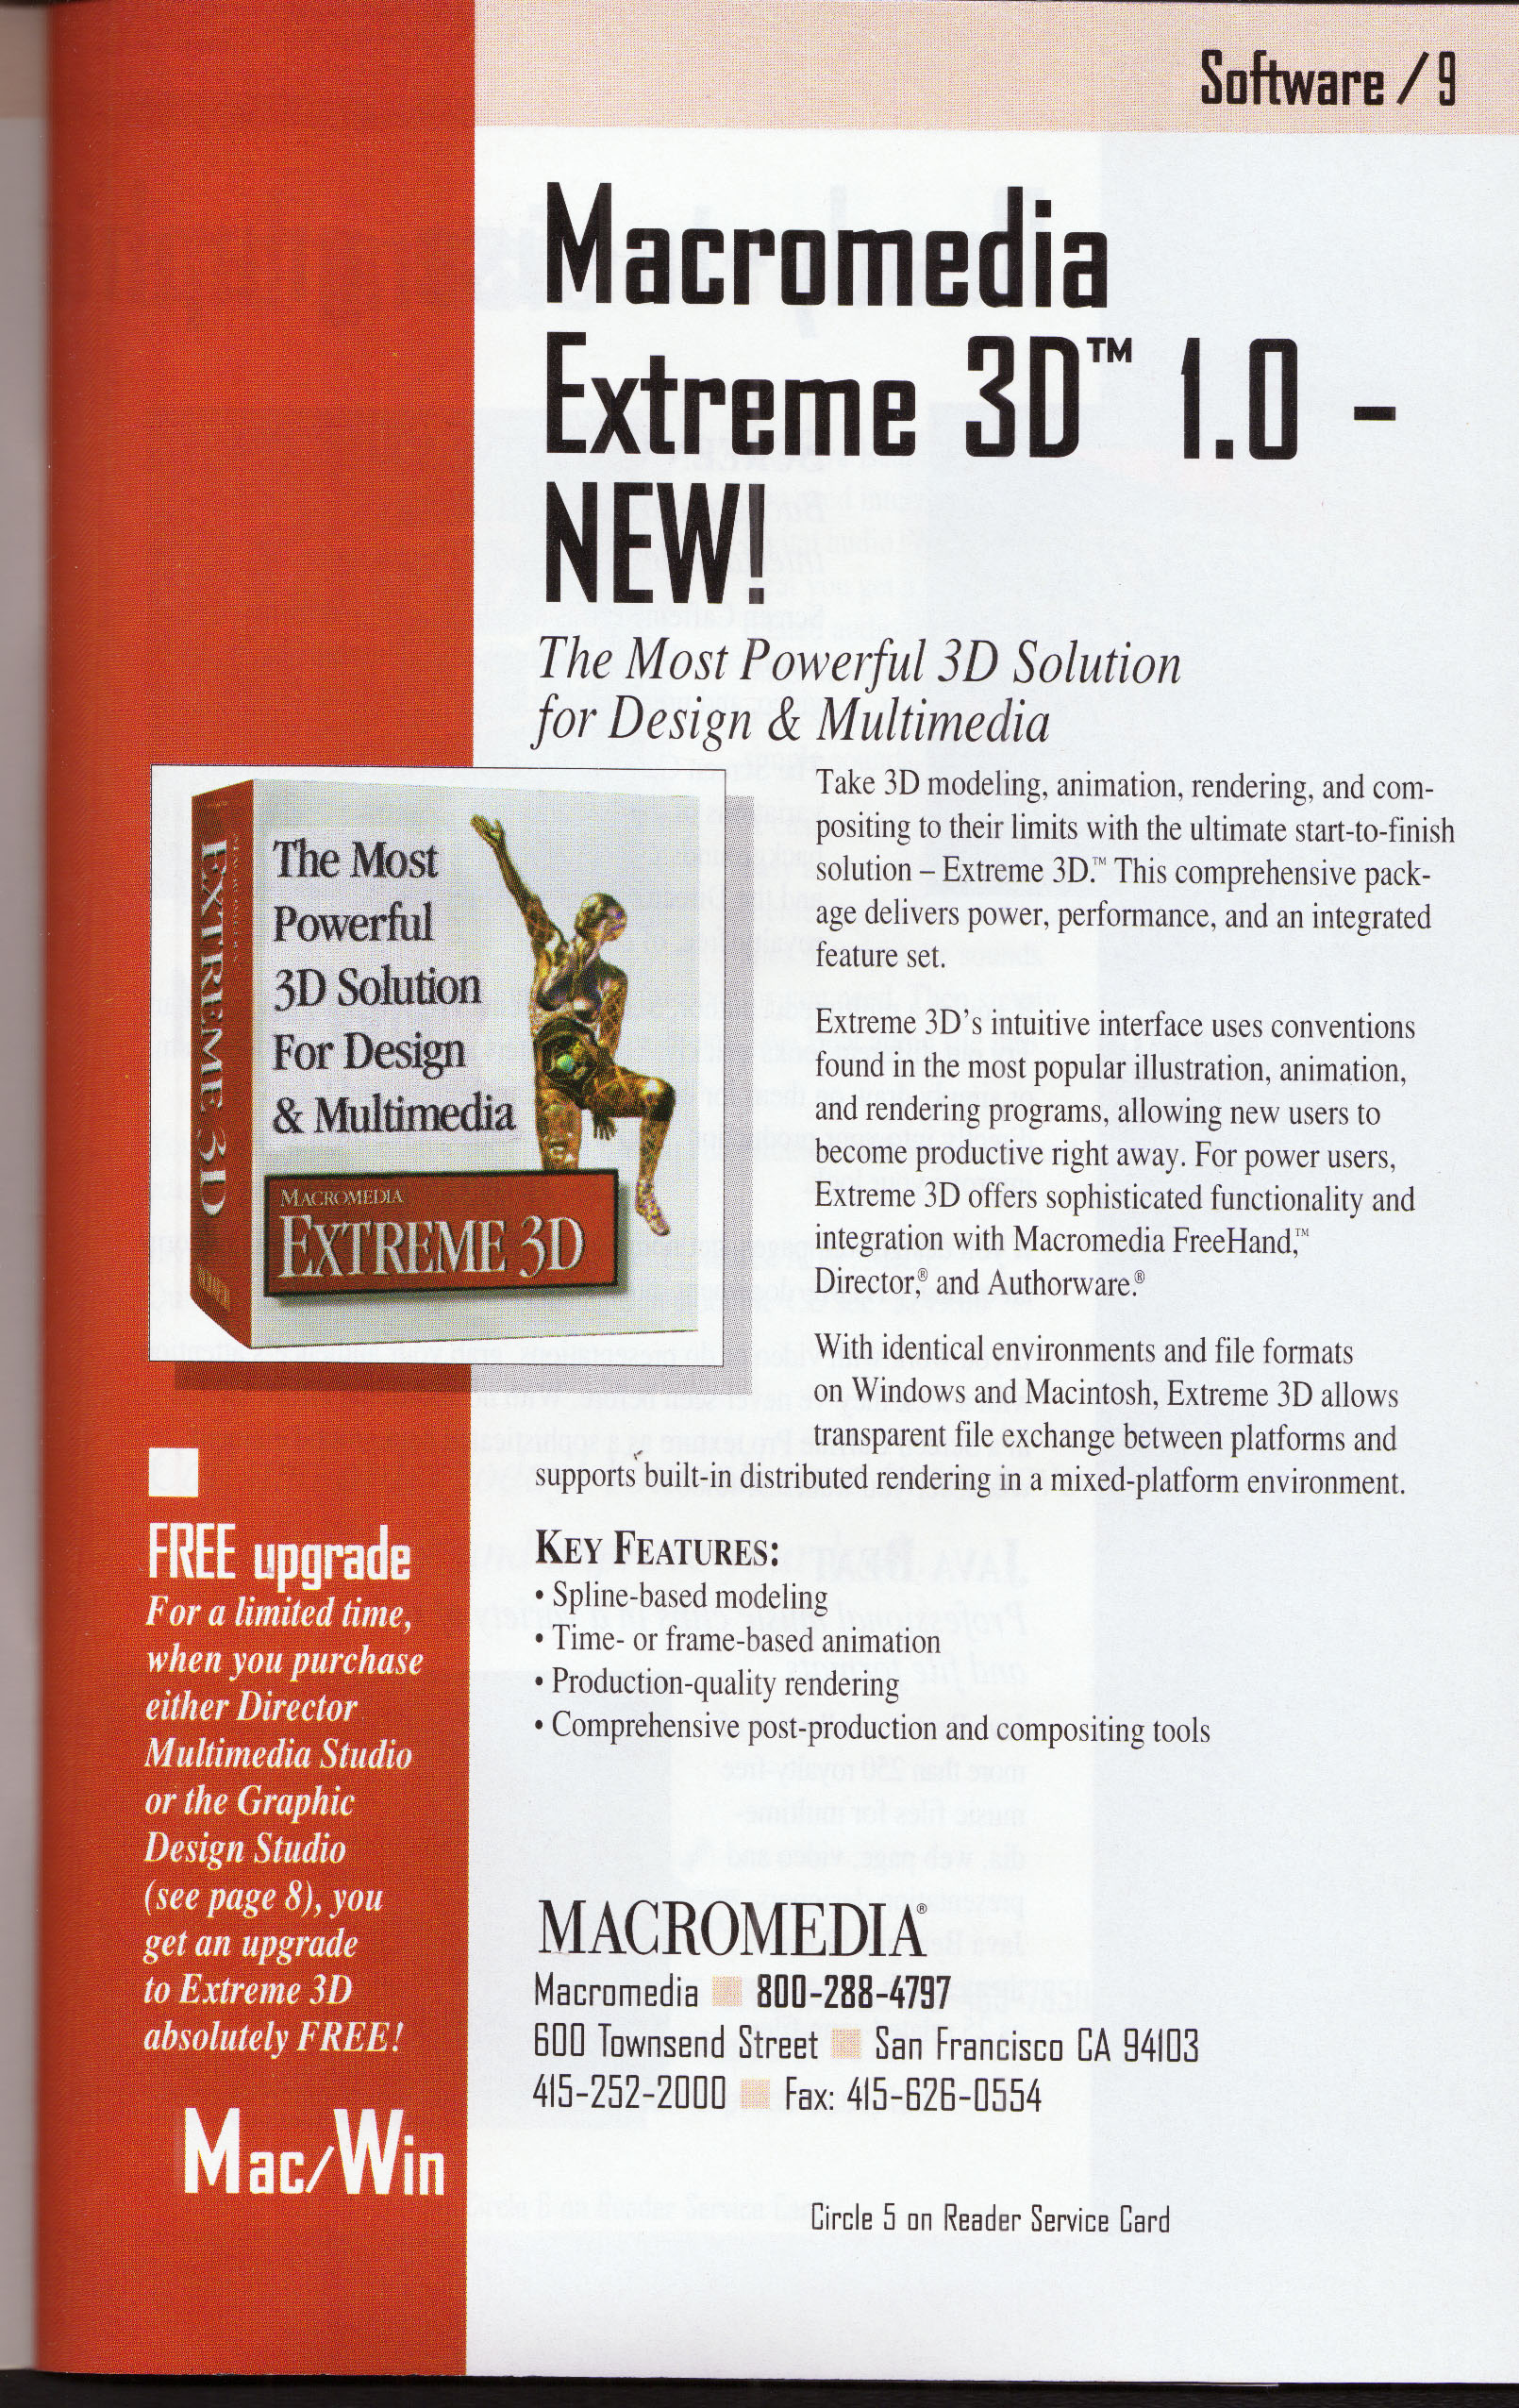 Software / 9
Macromedia
Extreme 3D™ 1.0 -
NEW!
The Most Powerful 3D Solution
for Design & Multimedia
Take 3D modeling, animation, rendering, and com-
positing to their limits with the ultimate start-to-finish
solution – Extreme 3D.™ This comprehensive pack-
age delivers power, performance, and an integrated
feature set.
Extreme 3D's intuitive interface uses conventions
found in the most popular illustration, animation,
and rendering programs, allowing new users to
become productive right away. For power users,
Extreme 3D offers sophisticated functionality and
integration with Macromedia FreeHand,™
Director,® and Authorware.®
With identical environments and file formats
on Windows and Macintosh, Extreme 3D allows
transparent file exchange between platforms and
supports built-in distributed rendering in a mixed-platform environment.
KEY FEATURES:
• Spline-based modeling
• Time- or frame-based animation
• Production-quality rendering
• Comprehensive post-production and compositing tools
EXTREME 3D
The Most
Powerful
3D Solution
For Design
& Multimedia
MACROMEDIA
EXTREME 3D
FREE upgrade
For a limited time,
when you purchase
either Director
Multimedia Studio
or the Graphic
Design Studio
(see page 8), you
get an upgrade
to Extreme 3D
absolutely FREE!
Mac/Win
MACROMEDIA®
Macromedia 800-288-4797
600 Townsend Street San Francisco CA 94103
415-252-2000 Fax: 415-626-0554
Circle 5 on Reader Service Card